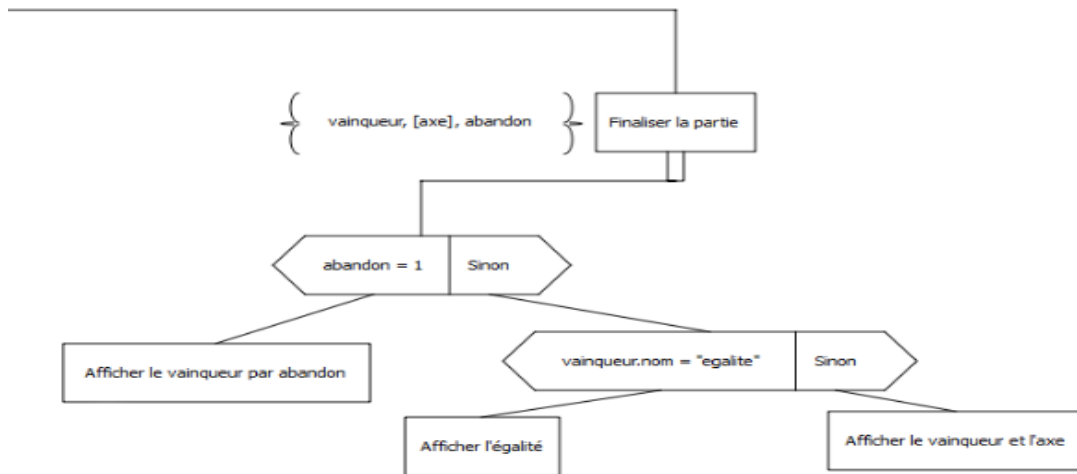 vainqueur, [axe], abandon
Finaliser la partie
abandon = 1
Sinon
vainqueur.nom = "egalite"
Sinon
Afficher le vainqueur par abandon
Afficher l'égalité
Afficher le vainqueur et l'axe